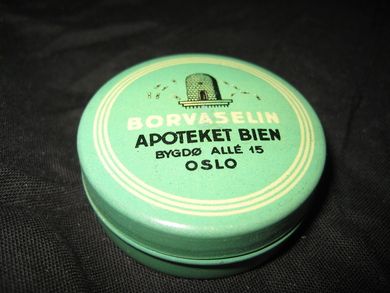 BORVASELIN
APOTEKET BIEN
BYGDØ ALLÉ 15
OSLO